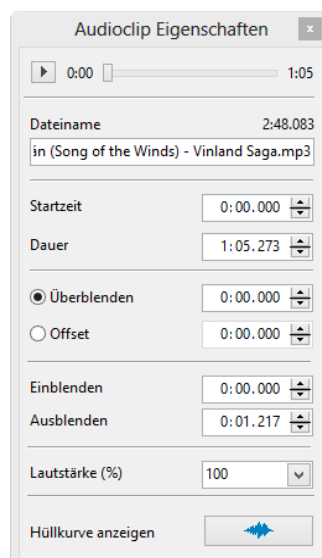 Audioclip Eigenschaften x
0:00 1:05
Dateiname 2:48.083
án (Song of the Winds) - Vinland Saga.mp3
Startzeit 0:00.000
Dauer 1:05.273
Überblenden 0:00.000
Offset 0:00.000
Einblenden 0:00.000
Ausblenden 0:01.217
Lautstärke (%) 100
Hüllkurve anzeigen